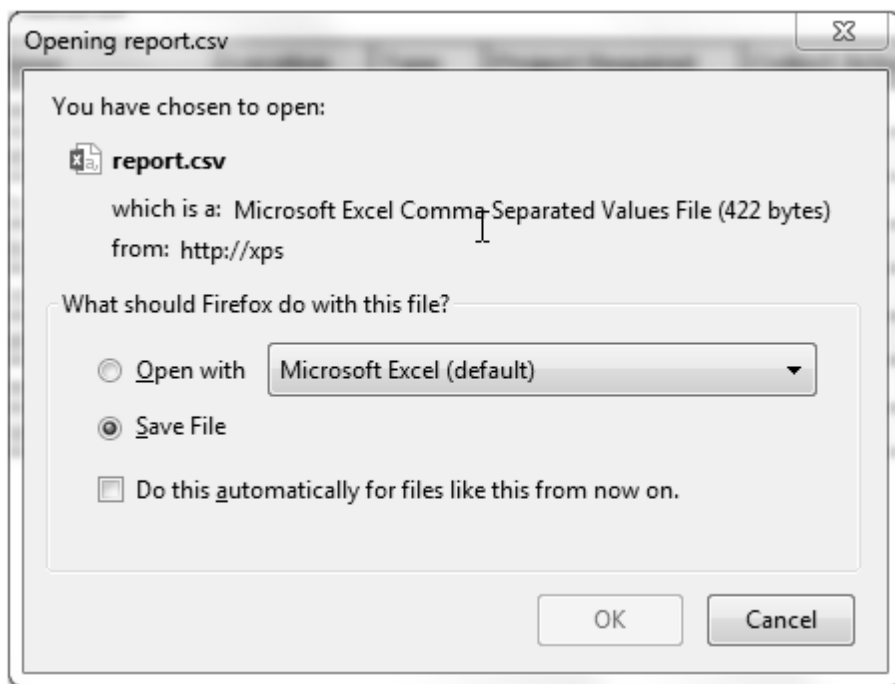 Opening report.csv
You have chosen to open:
report.csv
which is a: Microsoft Excel Comma Separated Values File (422 bytes)
from: http://xps
What should Firefox do with this file?
Open with Microsoft Excel (default)
Save File
Do this automatically for files like this from now on.
OK Cancel